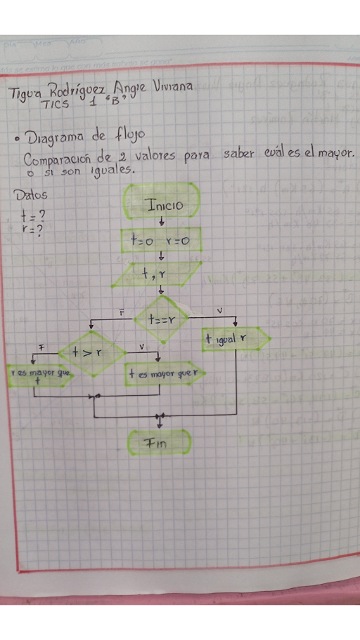 Tigua Rodríguez Angie Viviana
TICS 1 "B"
• Diagrama de flujo
Comparación de 2 valores para saber cuál es el mayor.
o si son iguales.
Datos
t=?
r=?
Inicio
t=0 r=0
t, r
t==r
F
V
t igual r
t>r
F
V
r es mayor que
t
t es mayor que r
Fin